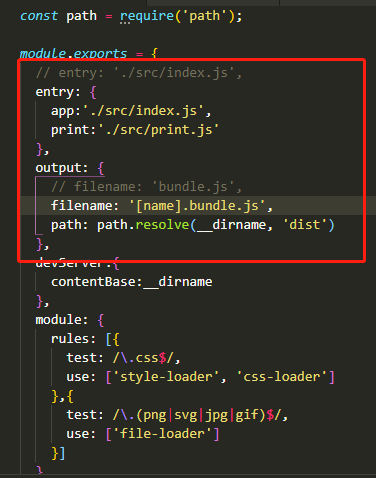 const path = require('path');
module.exports = {
// entry: './src/index.js',
entry: {
app:'./src/index.js',
print:'./src/print.js'
},
output: {
// filename: 'bundle.js',
filename: '[name].bundle.js',
path: path.resolve(__dirname, 'dist')
},
devServer:{
contentBase:__dirname
},
module: {
rules: [{
test: /\.css$/,
use: ['style-loader', 'css-loader']
},{
test: /\.(png|svg|jpg|gif)$/,
use: ['file-loader']
}]
}